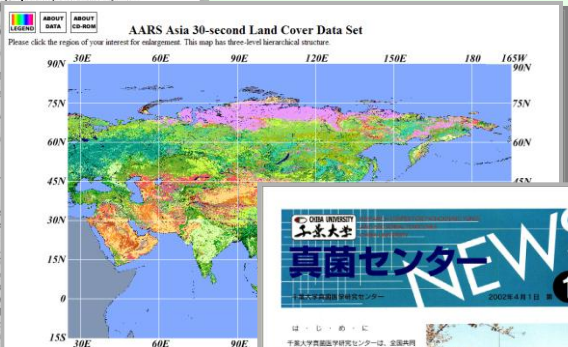 LEGEND
ABOUT DATA
ABOUT CD-ROM
AARS Asia 30-second Land Cover Data Set
Please click the region of your interest for enlargement. This map has three-level hierarchical structure.
30E 60E 90E 120E 150E 180 165W
90N 90N
75N 75N
60N 60N
45N 45N
30N
15N
0
15S
30E 60E 90E
CHIBA UNIVERSITY
千葉大学
真菌センター
NEWS
千葉大学真菌医学研究センター
2002年4月1日 第
は・じ・め・に
千葉大学真菌医学研究センターは、全国共同